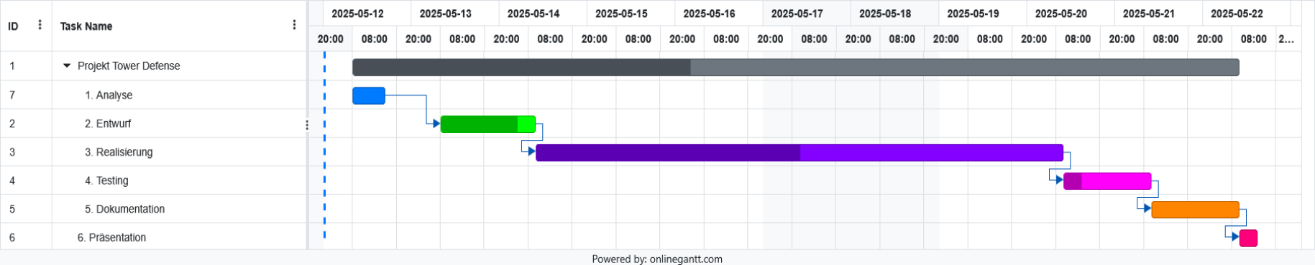 ID Task Name 2025-05-12 2025-05-13 2025-05-14 2025-05-15 2025-05-16 2025-05-17 2025-05-18 2025-05-19 2025-05-20 2025-05-21 2025-05-22
20:00 08:00 20:00 08:00 20:00 08:00 20:00 08:00 20:00 08:00 20:00 08:00 20:00 08:00 20:00 08:00 20:00 08:00 20:00 08:00 20:00 08:00 2...
1 Projekt Tower Defense
7 1. Analyse
2 2. Entwurf
3 3. Realisierung
4 4. Testing
5 5. Dokumentation
6 6. Präsentation
Powered by: onlinegantt.com